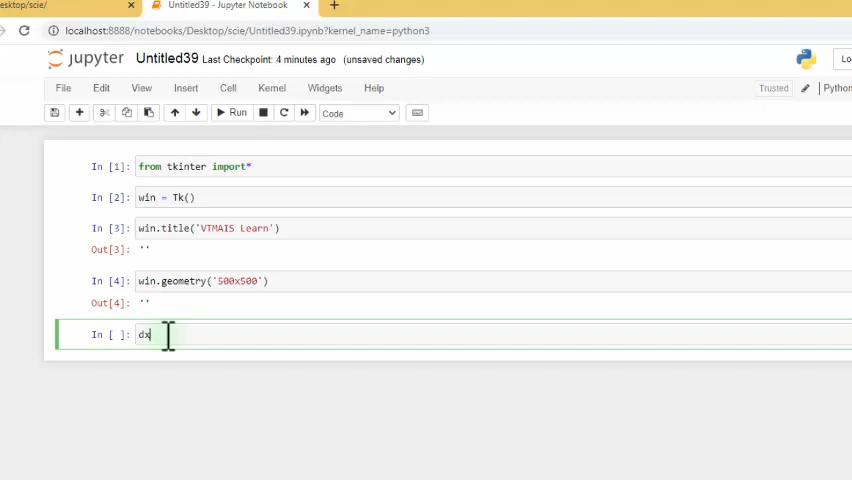 esktop/scie/
Untitled39 - Jupyter Notebook
localhost:8888/notebooks/Desktop/scie/Untitled39.ipynb?kernel_name=python3
jupyter Untitled39 Last Checkpoint: 4 minutes ago (unsaved changes)
Lo
File Edit View Insert Cell Kernel Widgets Help
Trusted
Python
Run
Code
In [1]: from tkinter import*
In [2]: win = Tk()
In [3]: win.title('VTMAIS Learn')
Out[3]: ''
In [4]: win.geometry('500x500')
Out[4]: ''
In [ ]: dx